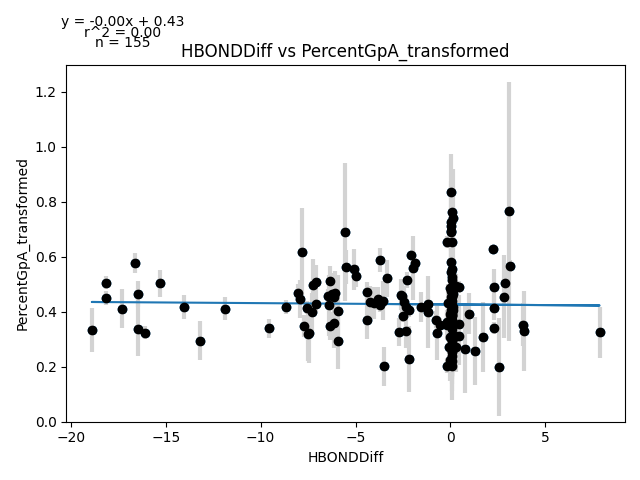 y = -0.00x + 0.43
r^2 = 0.00
n = 155
HBONDDiff vs PercentGpA_transformed
PercentGpA_transformed
1.2
1.0
0.8
0.6
0.4
0.2
0.0
−20
−15
−10
−5
0
5
HBONDDiff